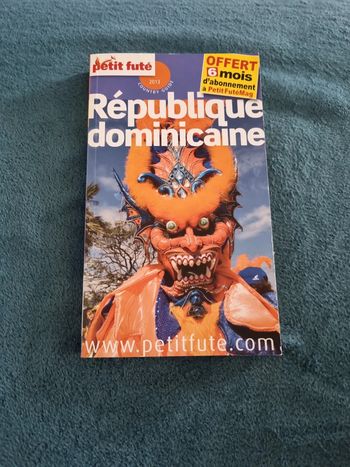 petit futé
2013
COUNTRY GUIDE
OFFERT
6 mois
d'abonnement
à PetitFutéMag
République
dominicaine
www.petitfute.com